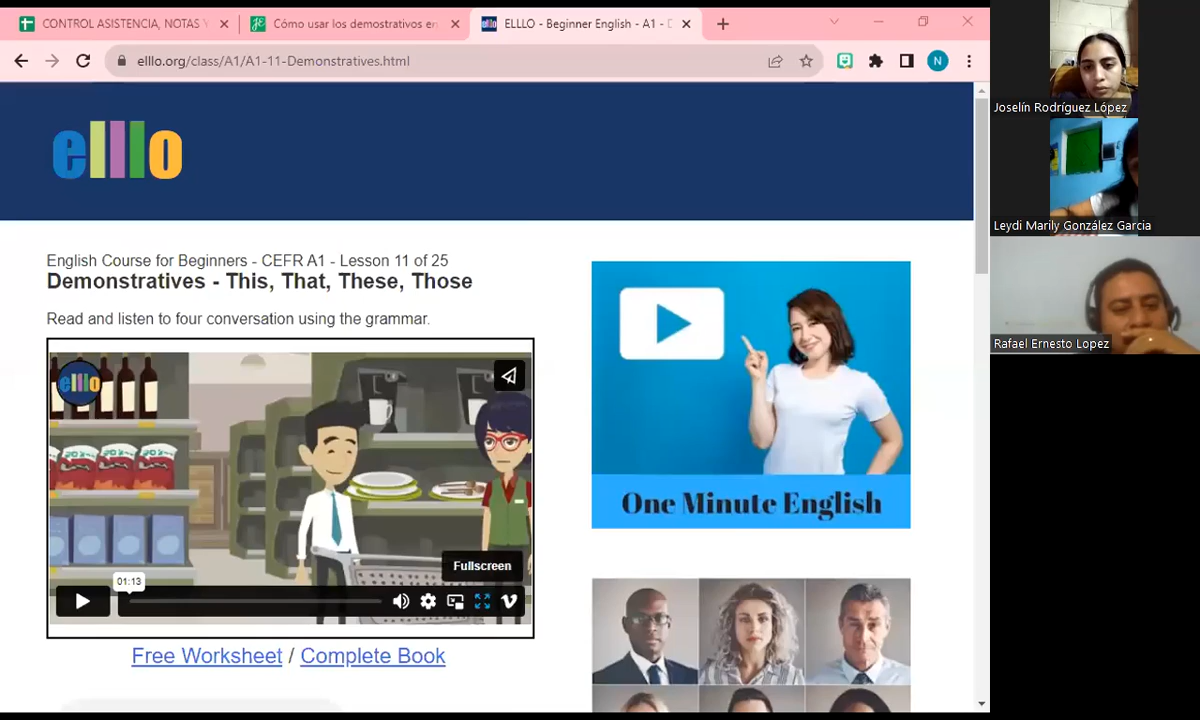 CONTROL ASISTENCIA, NOTAS Y
Cómo usar los demostrativos en
ELLLO - Beginner English - A1 - D
elllo.org/class/A1/A1-11-Demonstratives.html
N
elllo
English Course for Beginners - CEFR A1 - Lesson 11 of 25
Demonstratives - This, That, These, Those
Read and listen to four conversation using the grammar.
elllo
Fullscreen
01:13
Free Worksheet / Complete Book
One Minute English
Joselín Rodríguez López
Leydi Marily González Garcia
Rafael Ernesto Lopez